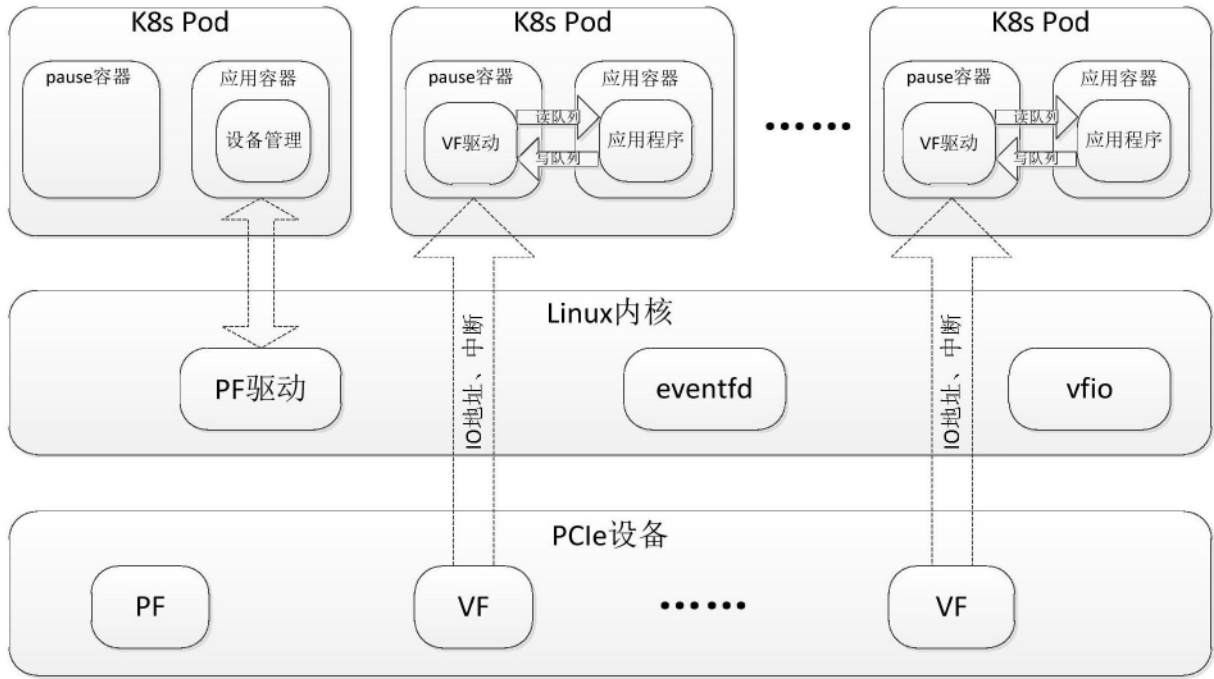 K8s Pod
pause容器
应用容器
设备管理
K8s Pod
pause容器
应用容器
VF驱动
读队列
写队列
应用程序
……
K8s Pod
pause容器
应用容器
VF驱动
读队列
写队列
应用程序
Linux内核
PF驱动
IO地址、中断
eventfd
IO地址、中断
vfio
PCIe设备
PF
VF
……
VF